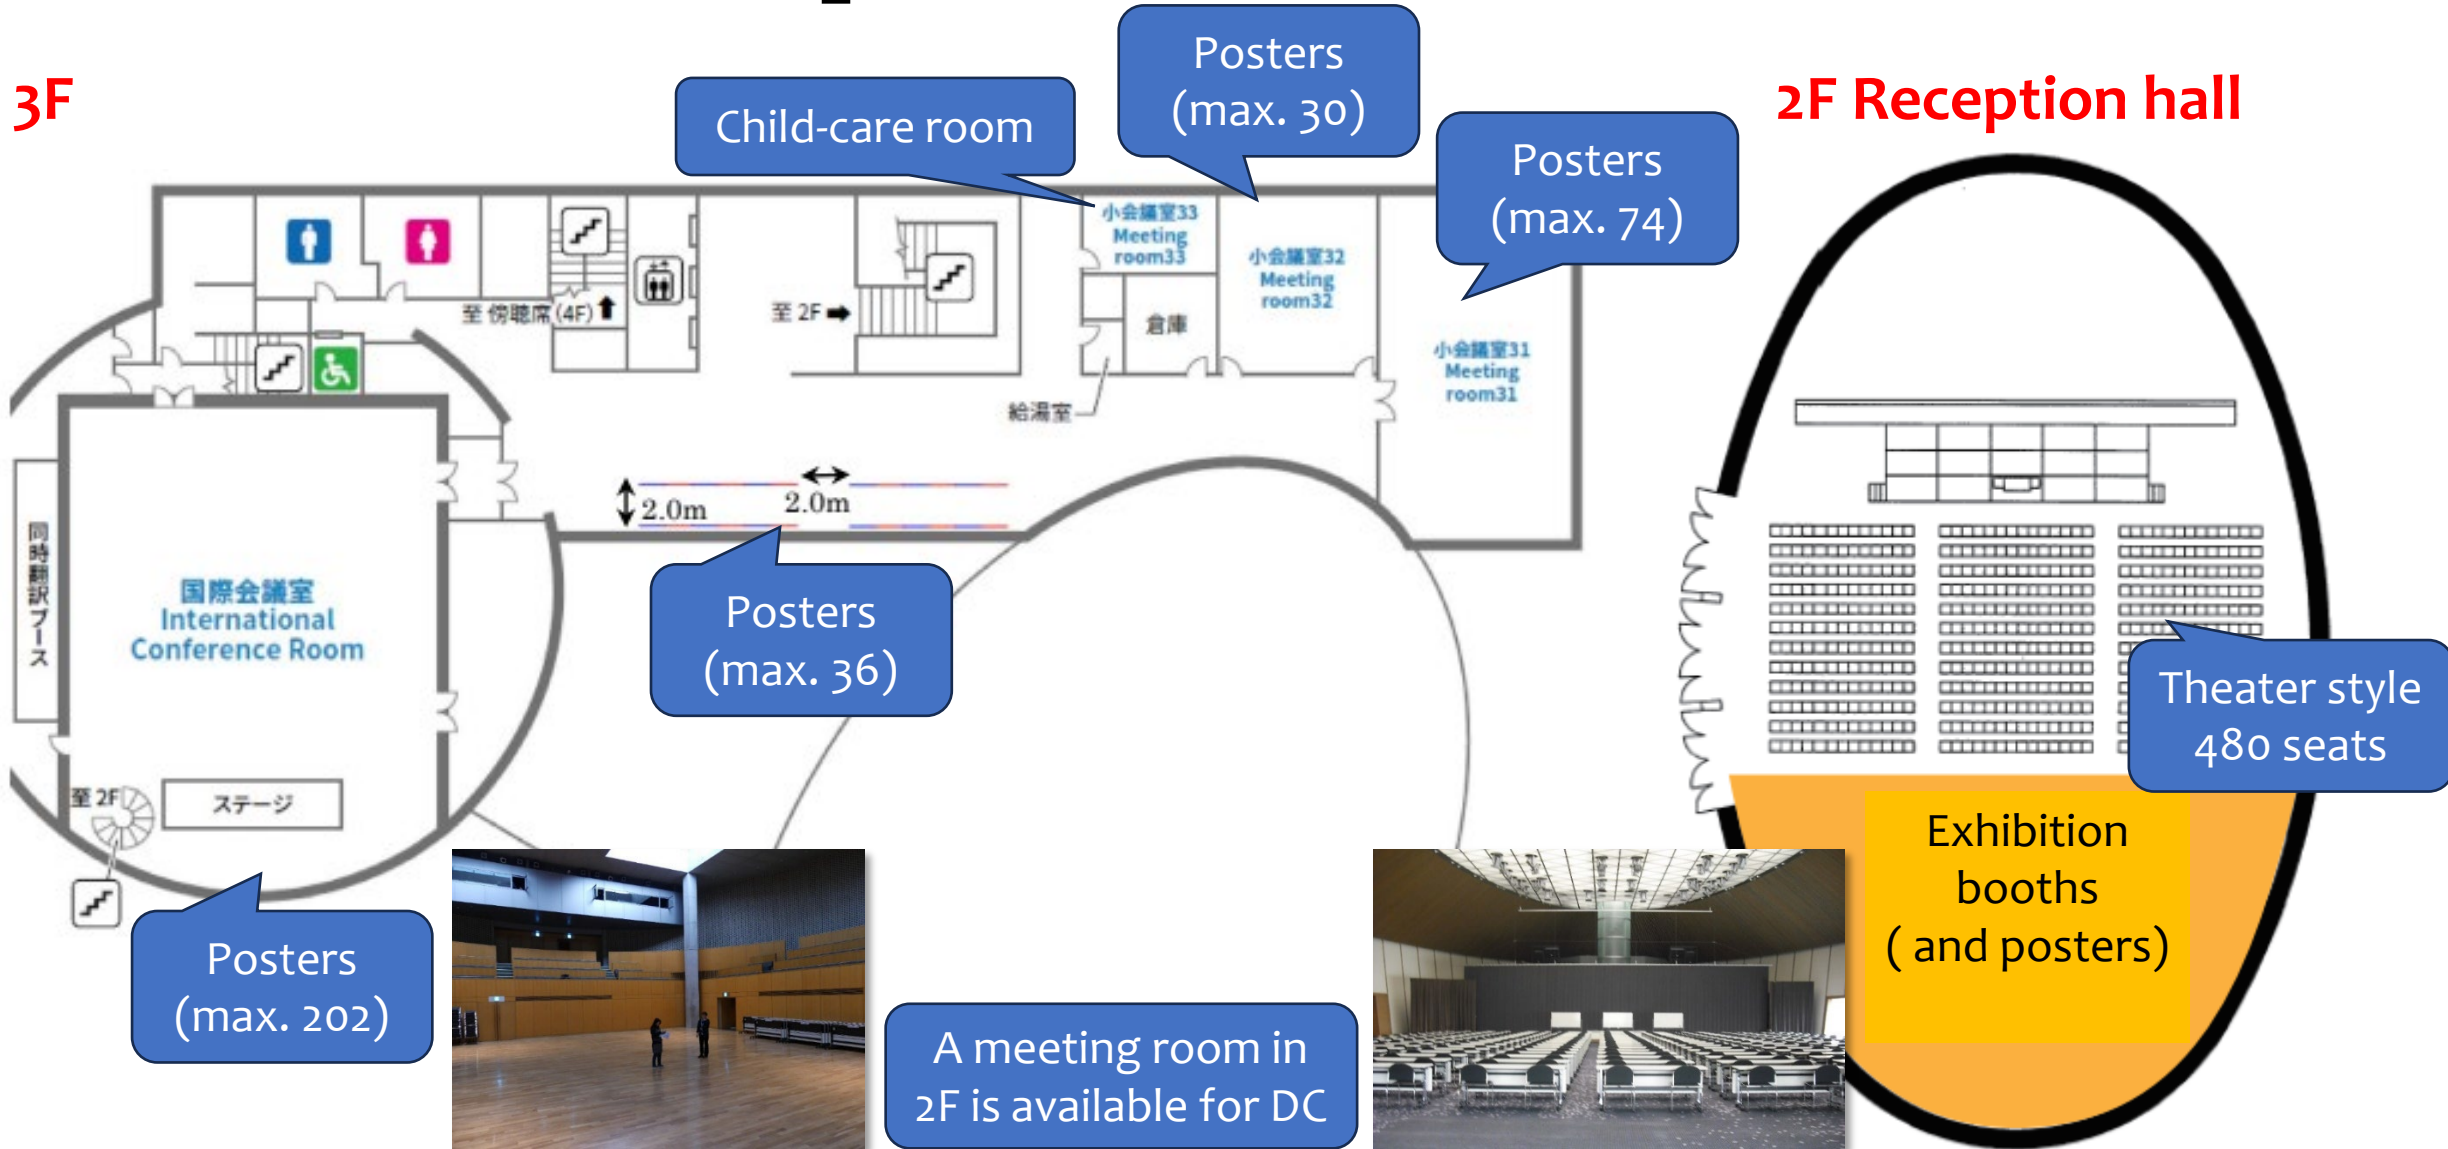 3F
2F Reception hall
Child-care room
Posters
(max. 30)
Posters
(max. 74)
小会議室33
Meeting
room33
小会議室32
Meeting
room32
小会議室31
Meeting
room31
倉庫
給湯室
至 傍聴席(4F)
至 2F
2.0m
2.0m
Posters
(max. 36)
同時翻訳ブース
国際会議室
International
Conference Room
至 2F
ステージ
Posters
(max. 202)
A meeting room in
2F is available for DC
Theater style
480 seats
Exhibition
booths
( and posters)